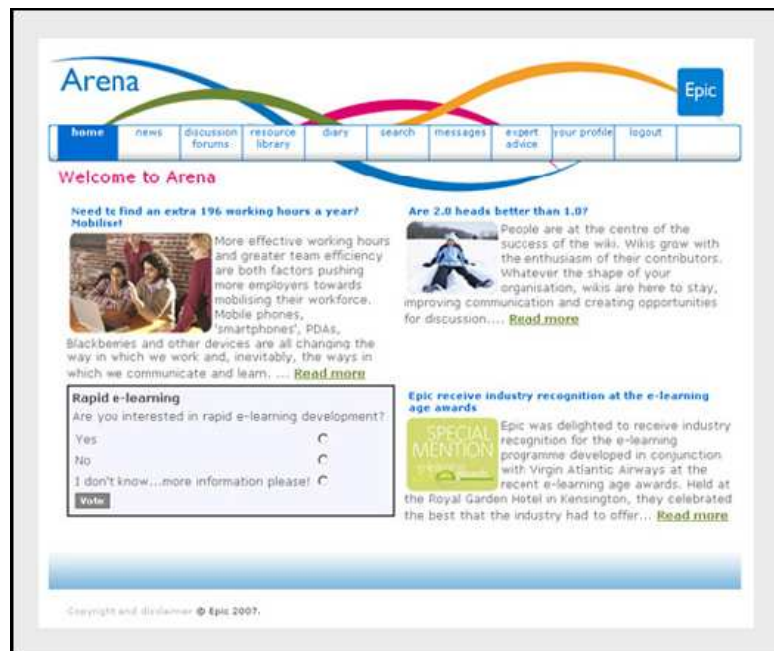 Arena
Epic
home news discussion resource diary search messages expert your profile logout
forums library advice
Welcome to Arena
Need to find an extra 196 working hours a year?
Mobilise!
More effective working hours
and greater team efficiency
are both factors pushing
more employers towards
mobilising their workforce.
Mobile phones,
'smartphones', PDAs,
Blackberries and other devices are all changing the
way in which we work and, inevitably, the ways in
which we communicate and learn. ... Read more
Rapid e-learning
Are you interested in rapid e-learning development?
Yes
No
I don't know...more information please!
Vote
Are 2.0 heads better than 1.0?
People are at the centre of the
success of the wiki. Wikis grow with
the enthusiasm of their contributors.
Whatever the shape of your
organisation, wikis are here to stay,
improving communication and creating opportunities
for discussion.... Read more
Epic receive industry recognition at the e-learning
age awards
SPECIAL
MENTION
Epic was delighted to receive industry
recognition for the e-learning
programme developed in conjunction
with Virgin Atlantic Airways at the
recent e-learning age awards. Held at
the Royal Garden Hotel in Kensington, they celebrated
the best that the industry had to offer... Read more
Copyright and disclaimer © Epic 2007.